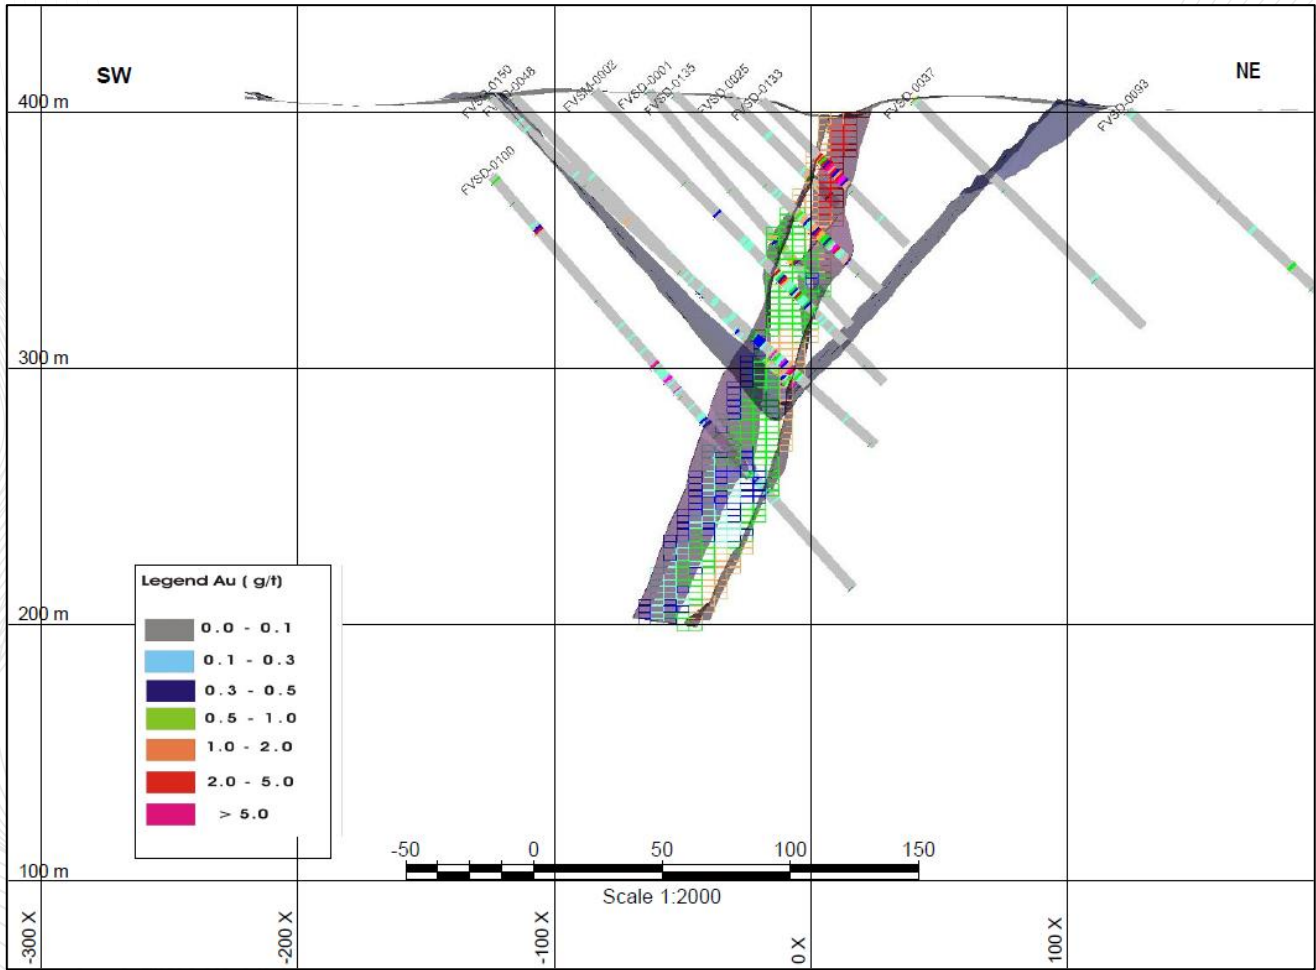 SW
NE
FVSD-0150
FVSM-0002
FVSD-0001
FVSD-0135
FVSD-0025
FVSD-0133
FVSD-0037
FVSD-0093
400 m
FVSD-0100
300 m
Legend Au ( g/t)
0.0 - 0.1
0.1 - 0.3
0.3 - 0.5
0.5 - 1.0
1.0 - 2.0
2.0 - 5.0
> 5.0
200 m
-50 0 50 100 150
Scale 1:2000
100 m
-300 X
-200 X
-100 X
0 X
100 X